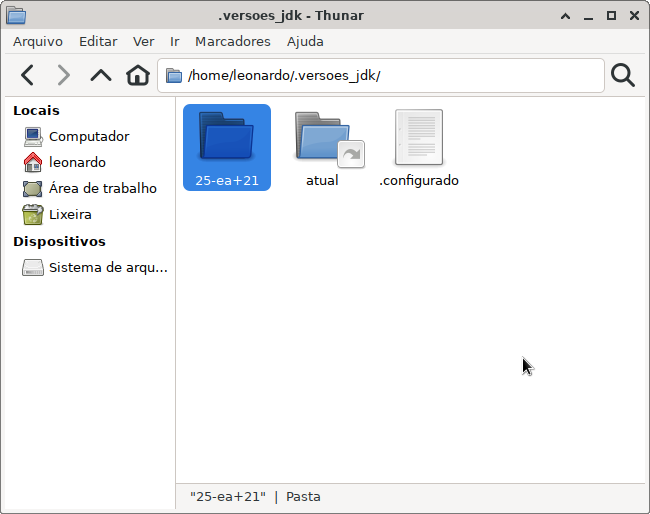 .versoes_jdk - Thunar
Arquivo Editar Ver Ir Marcadores Ajuda
/home/leonardo/.versoes_jdk/
Locais
Computador
leonardo
Área de trabalho
Lixeira
Dispositivos
Sistema de arqu...
25-ea+21
atual
.configurado
"25-ea+21" | Pasta